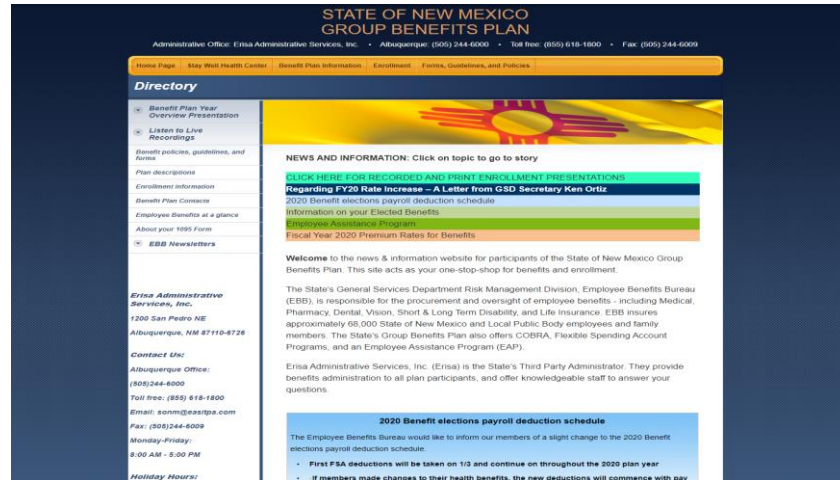 STATE OF NEW MEXICO
GROUP BENEFITS PLAN
Administrative Office: Erisa Administrative Services, Inc. • Albuquerque: (505) 244-6000 • Toll free: (855) 618-1800 • Fax: (505) 244-6009
Home Page
Stay Well Health Center
Benefit Plan Information
Enrollment
Forms, Guidelines, and Policies
Directory
Benefit Plan Year
Overview Presentation
Listen to Live
Recordings
Benefit policies, guidelines, and
forms
Plan descriptions
Enrollment information
Benefit Plan Contacts
Employee Benefits at a glance
About your 1095 Form
EBB Newsletters
Erisa Administrative
Services, Inc.
1200 San Pedro NE
Albuquerque, NM 87110-6726
Contact Us:
Albuquerque Office:
(505)244-6000
Toll free: (855) 618-1800
Email: sonm@easitpa.com
Fax: (505)244-6009
Monday-Friday:
8:00 AM - 5:00 PM
Holiday Hours:
NEWS AND INFORMATION: Click on topic to go to story
CLICK HERE FOR RECORDED AND PRINT ENROLLMENT PRESENTATIONS
Regarding FY20 Rate Increase – A Letter from GSD Secretary Ken Ortiz
2020 Benefit elections payroll deduction schedule
Information on your Elected Benefits
Employee Assistance Program
Fiscal Year 2020 Premium Rates for Benefits
Welcome to the news & information website for participants of the State of New Mexico Group
Benefits Plan. This site acts as your one-stop-shop for benefits and enrollment.
The State's General Services Department Risk Management Division, Employee Benefits Bureau
(EBB), is responsible for the procurement and oversight of employee benefits - including Medical,
Pharmacy, Dental, Vision, Short & Long Term Disability, and Life Insurance. EBB insures
approximately 68,000 State of New Mexico and Local Public Body employees and family
members. The State's Group Benefits Plan also offers COBRA, Flexible Spending Account
Programs, and an Employee Assistance Program (EAP).
Erisa Administrative Services, Inc. (Erisa) is the State's Third Party Administrator. They provide
benefits administration to all plan participants, and offer knowledgeable staff to answer your
questions.
2020 Benefit elections payroll deduction schedule
The Employee Benefits Bureau would like to inform our members of a slight change to the 2020 Benefit
elections payroll deduction schedule.
• First FSA deductions will be taken on 1/3 and continue on throughout the 2020 plan year
• If members made changes to their health benefits, the new deductions will commence with pay